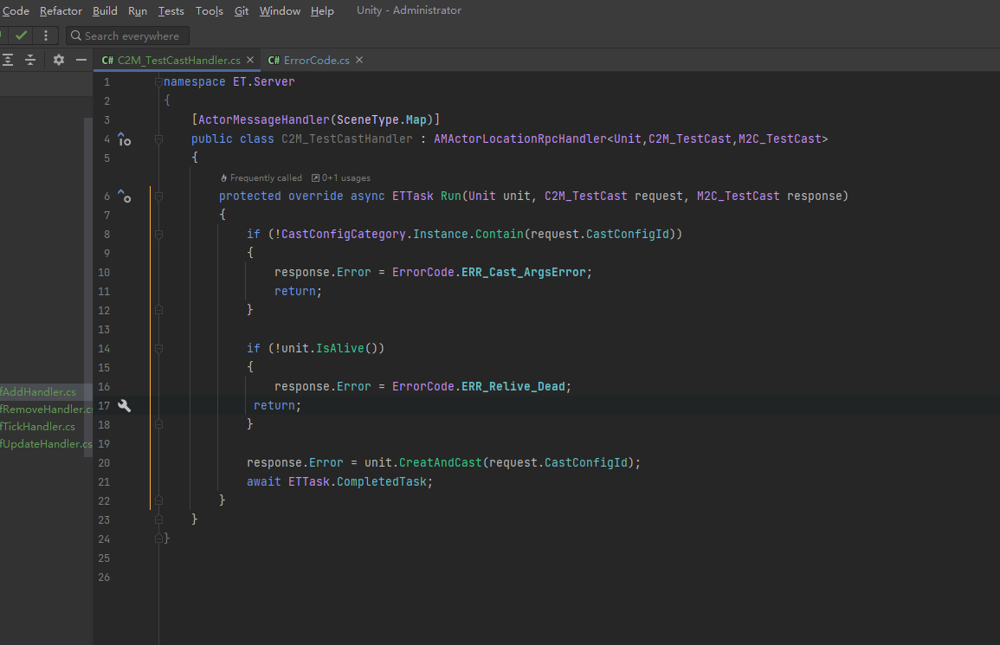 Code Refactor Build Run Tests Tools Git Window Help Unity - Administrator
Search everywhere
C# C2M_TestCastHandler.cs C# ErrorCode.cs
1 namespace ET.Server
2 {
3 [ActorMessageHandler(SceneType.Map)]
4 public class C2M_TestCastHandler : AMActorLocationRpcHandler<Unit,C2M_TestCast,M2C_TestCast>
5 {
Frequently called 0+1 usages
6 protected override async ETTask Run(Unit unit, C2M_TestCast request, M2C_TestCast response)
7 {
8 if (!CastConfigCategory.Instance.Contain(request.CastConfigId))
9 {
10 response.Error = ErrorCode.ERR_Cast_ArgsError;
11 return;
12 }
13
14 if (!unit.IsAlive())
15 {
16 response.Error = ErrorCode.ERR_Relive_Dead;
17 return;
18 }
19
20 response.Error = unit.CreatAndCast(request.CastConfigId);
21 await ETTask.CompletedTask;
22 }
23 }
24 }
25
26
fAddHandler.cs
fRemoveHandler.cs
fTickHandler.cs
fUpdateHandler.cs